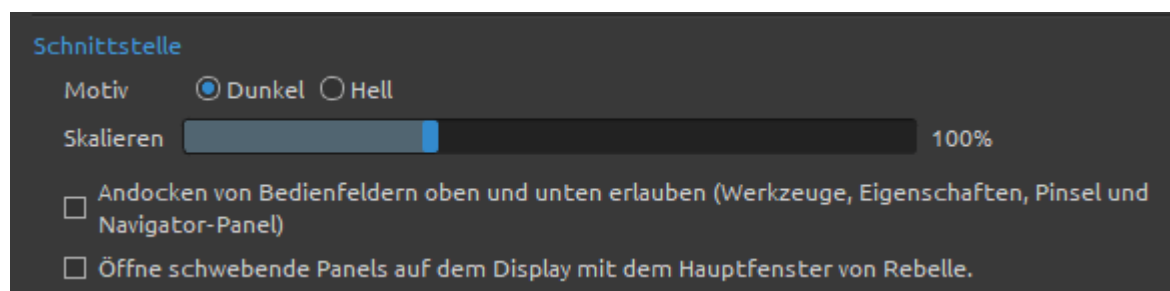 Schnittstelle
Motiv Dunkel Hell
Skalieren 100%
Andocken von Bedienfeldern oben und unten erlauben (Werkzeuge, Eigenschaften, Pinsel und
Navigator-Panel)
Öffne schwebende Panels auf dem Display mit dem Hauptfenster von Rebelle.